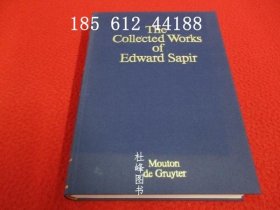 185 612 44188
The
Collected Works
of
Edward Sapir
Mouton
de Gruyter
杜峰图书